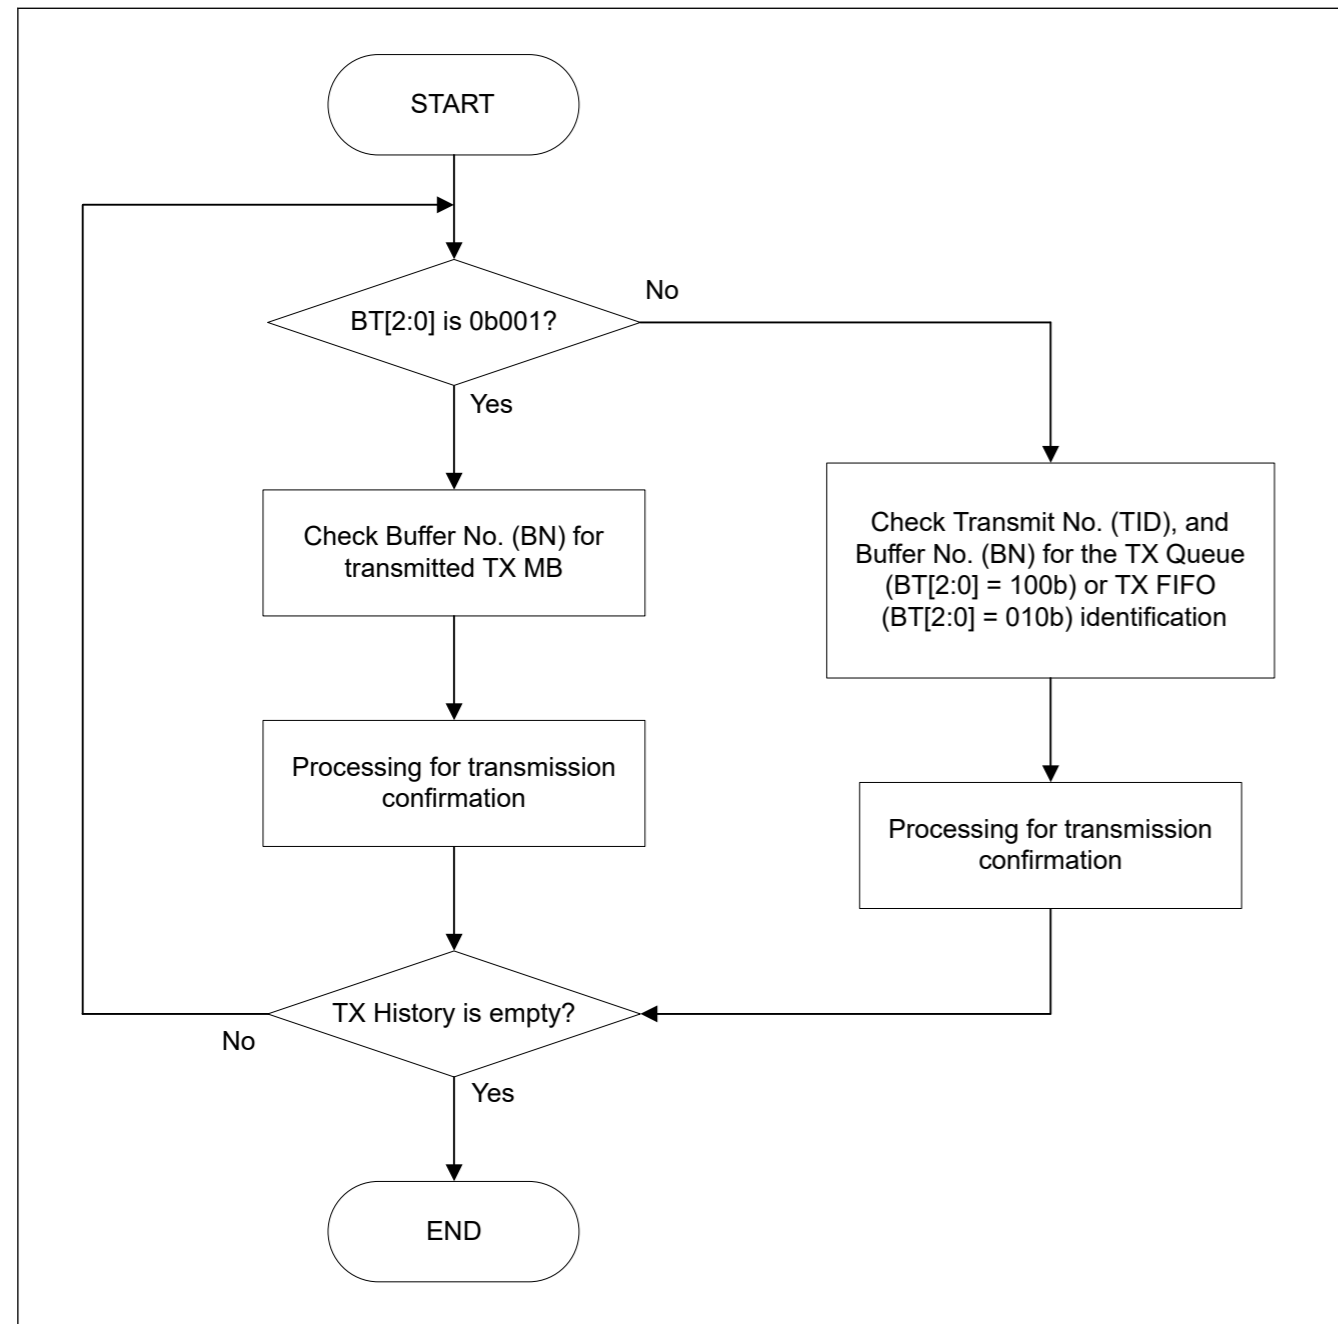 START
BT[2:0] is 0b001?
No
Yes
Check Buffer No. (BN) for
transmitted TX MB
Check Transmit No. (TID), and
Buffer No. (BN) for the TX Queue
(BT[2:0] = 100b) or TX FIFO
(BT[2:0] = 010b) identification
Processing for transmission
confirmation
Processing for transmission
confirmation
TX History is empty?
No
Yes
END